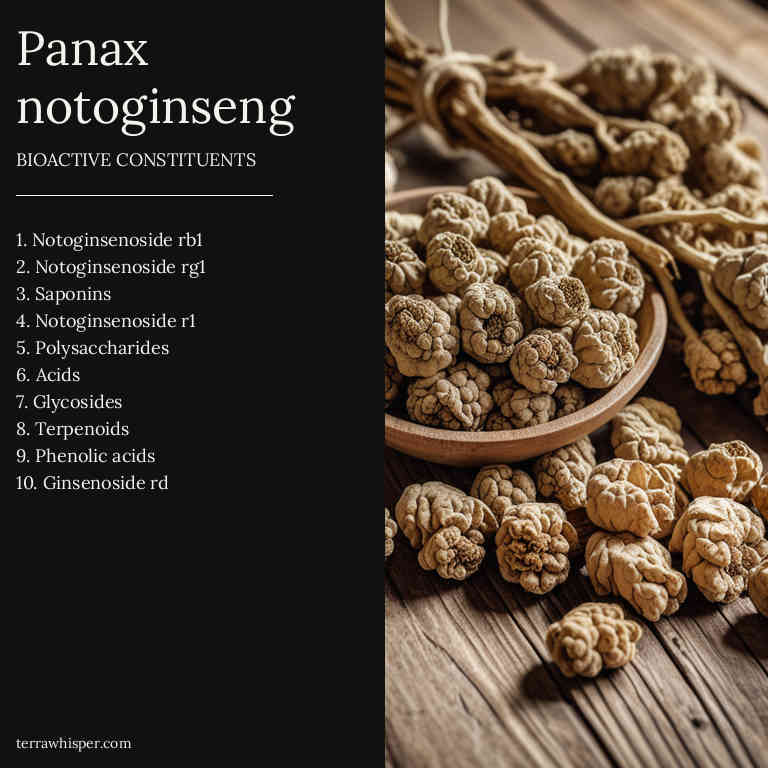 Panax
notoginseng
BIOACTIVE CONSTITUENTS
1. Notoginsenoside rb1
2. Notoginsenoside rg1
3. Saponins
4. Notoginsenoside r1
5. Polysaccharides
6. Acids
7. Glycosides
8. Terpenoids
9. Phenolic acids
10. Ginsenoside rd
terrawhisper.com